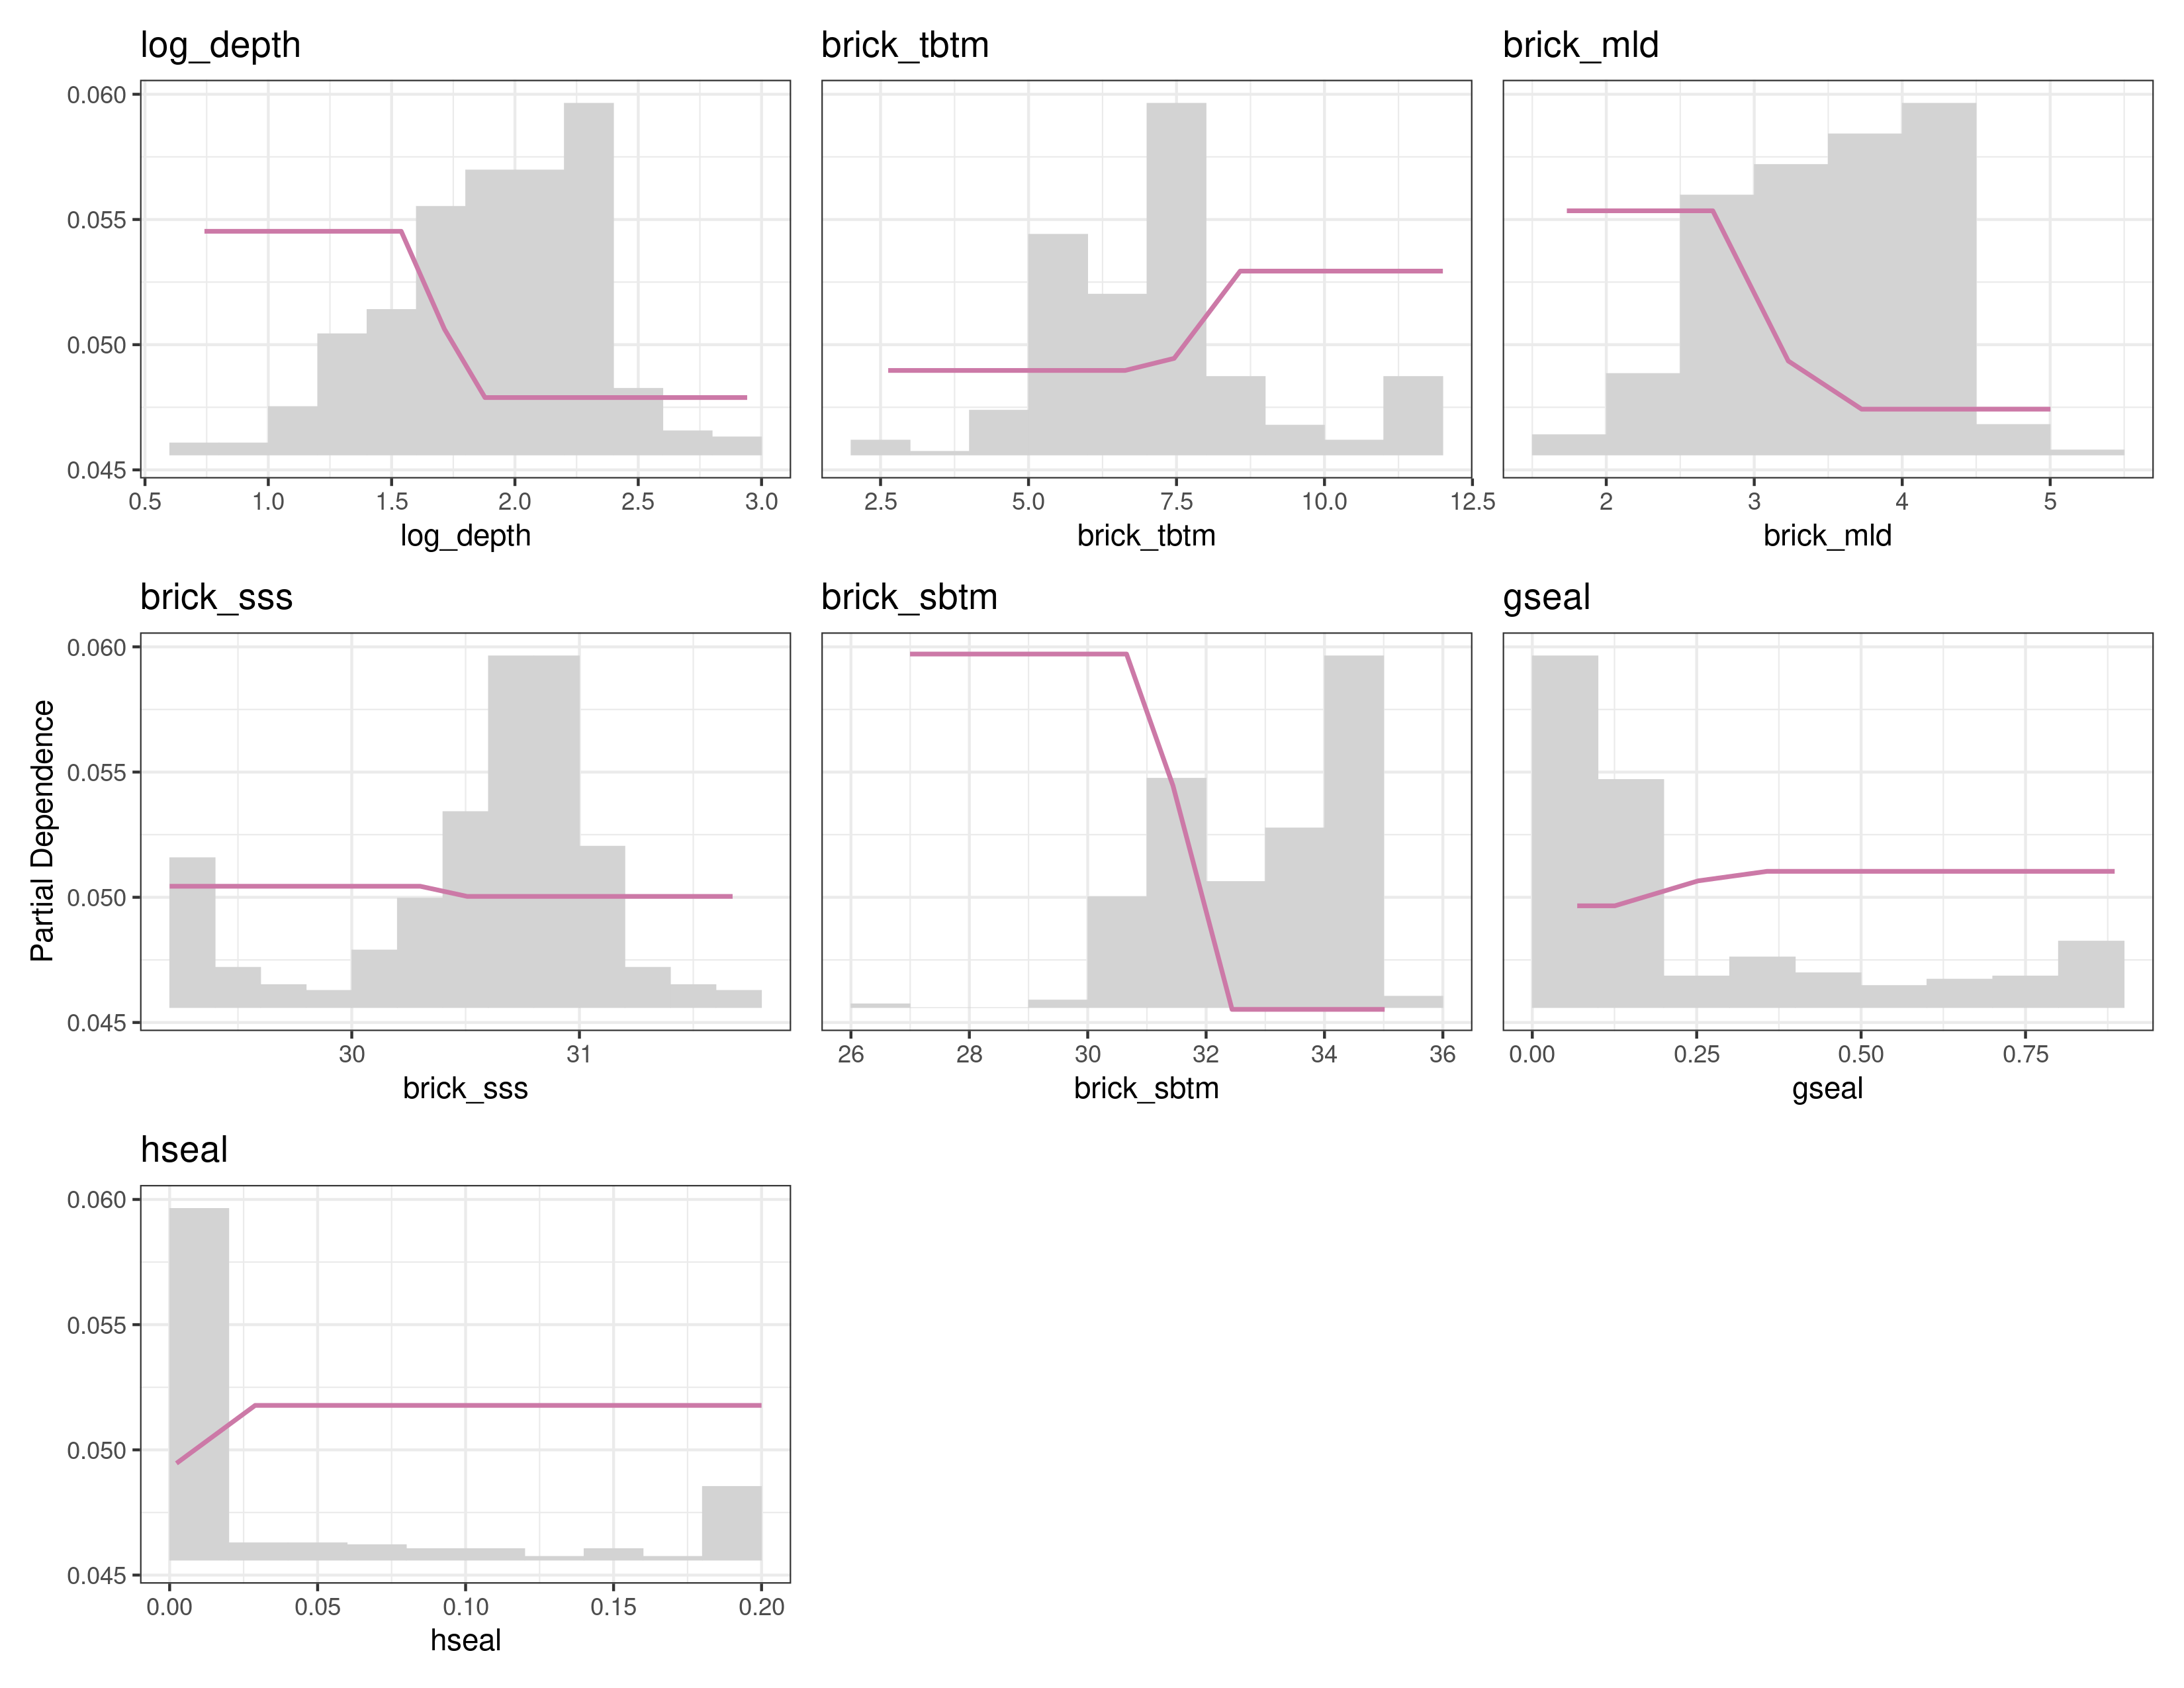 log_depth
brick_tbtm
brick_mld
0.060
0.055
0.050
0.045
0.5 1.0 1.5 2.0 2.5 3.0
2.5 5.0 7.5 10.0 12.5
2 3 4 5
log_depth
brick_tbtm
brick_mld
brick_sss
brick_sbtm
gseal
Partial Dependence
0.060
0.055
0.050
0.045
30 31
26 28 30 32 34 36
0.00 0.25 0.50 0.75
brick_sss
brick_sbtm
gseal
hseal
0.060
0.055
0.050
0.045
0.00 0.05 0.10 0.15 0.20
hseal